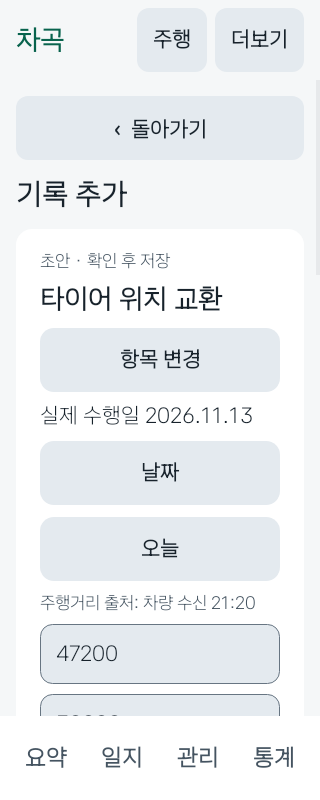 차곡
주행
더보기
‹ 돌아가기
기록 추가
초안 · 확인 후 저장
타이어 위치 교환
항목 변경
실제 수행일 2026.11.13
날짜
오늘
주행거리 출처: 차량 수신 21:20
47200
요약
일지
관리
통계